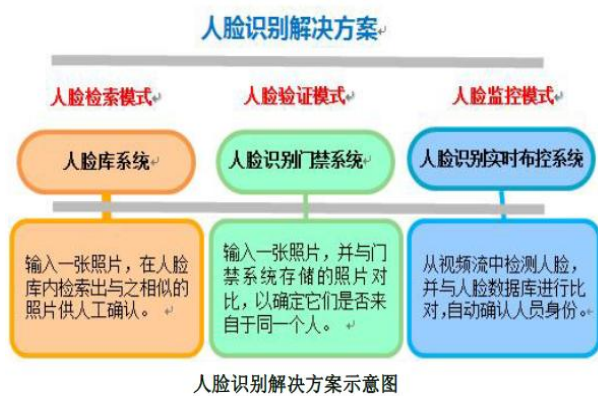 人脸识别解决方案
人脸检索模式 人脸验证模式 人脸监控模式
人脸库系统 人脸识别门禁系统 人脸识别实时布控系统
输入一张照片，在人脸
库内检索出与之相似的
照片供人工确认。
输入一张照片，并与门
禁系统存储的照片对
比，以确定它们是否来
自于同一个人。
从视频流中检测人脸，
并与人脸数据库进行比
对，自动确认人员身份。
人脸识别解决方案示意图